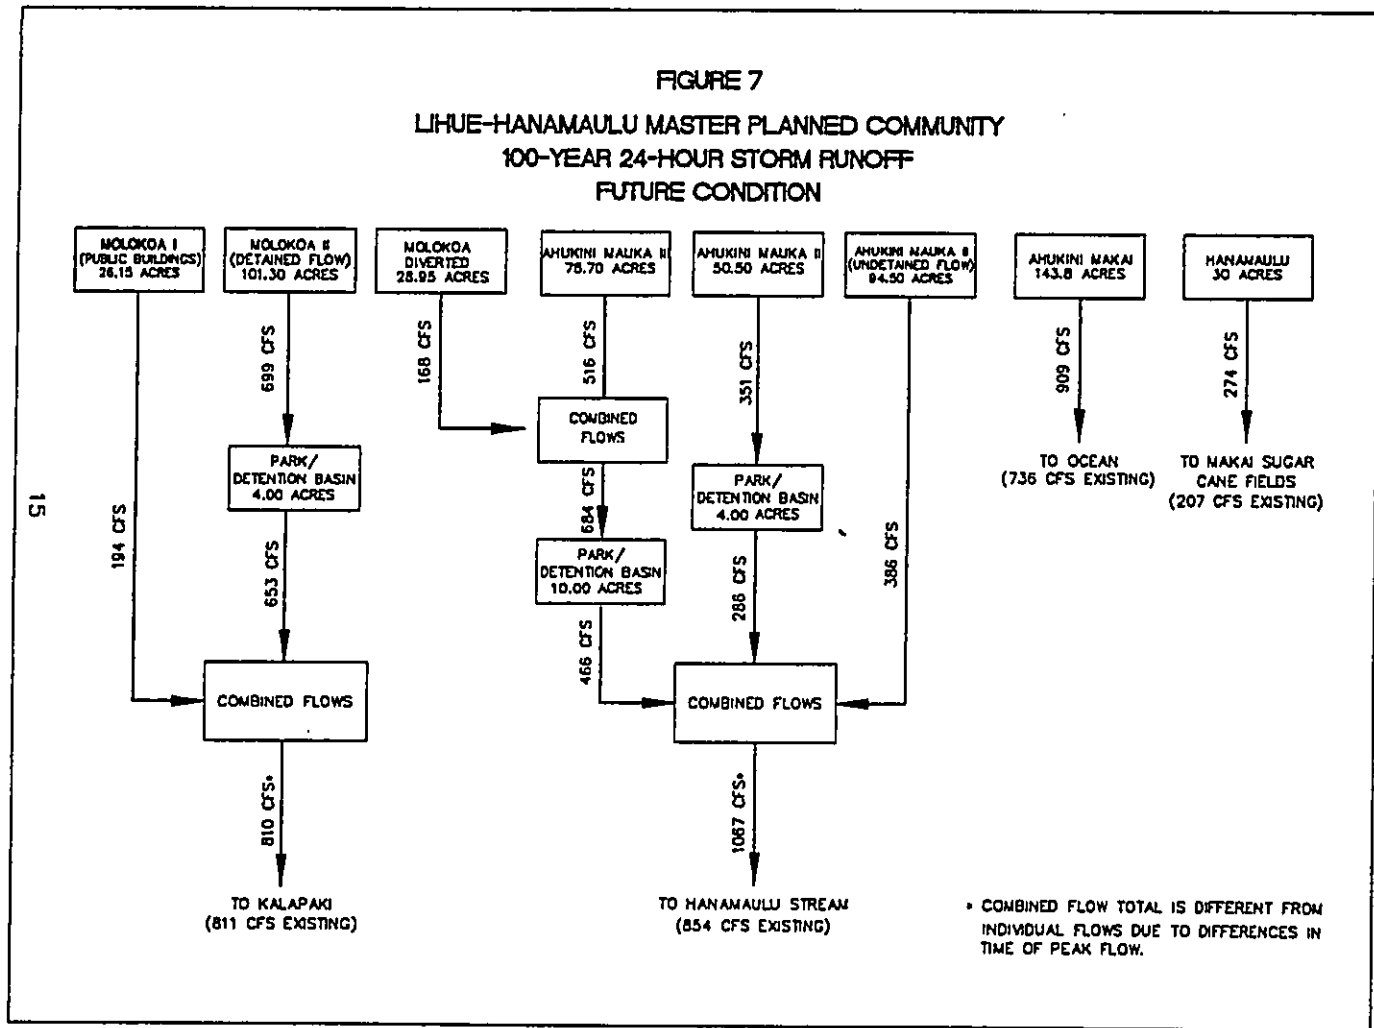 FIGURE 7
LIHUE-HANAMAULU MASTER PLANNED COMMUNITY
100-YEAR 24-HOUR STORM RUNOFF
FUTURE CONDITION
MOLOKOA I
(PUBLIC BUILDINGS)
26.15 ACRES
MOLOKOA II
(DETAINED FLOW)
101.30 ACRES
MOLOKOA
DIVERTED
28.95 ACRES
AHUKINI MAUKA III
75.70 ACRES
AHUKINI MAUKA II
50.50 ACRES
AHUKINI MAUKA II
(UNDETAINED FLOW)
94.50 ACRES
AHUKINI MAKAI
143.8 ACRES
HANAMAULU
30 ACRES
194 CFS
699 CFS
168 CFS
516 CFS
351 CFS
386 CFS
909 CFS
274 CFS
COMBINED
FLOWS
PARK/
DETENTION BASIN
4.00 ACRES
684 CFS
PARK/
DETENTION BASIN
4.00 ACRES
TO OCEAN
(736 CFS EXISTING)
TO MAKAI SUGAR
CANE FIELDS
(207 CFS EXISTING)
653 CFS
PARK/
DETENTION BASIN
10.00 ACRES
286 CFS
466 CFS
COMBINED FLOWS
COMBINED FLOWS
810 CFS*
1067 CFS*
TO KALAPAKI
(811 CFS EXISTING)
TO HANAMAULU STREAM
(854 CFS EXISTING)
* COMBINED FLOW TOTAL IS DIFFERENT FROM
INDIVIDUAL FLOWS DUE TO DIFFERENCES IN
TIME OF PEAK FLOW.
15